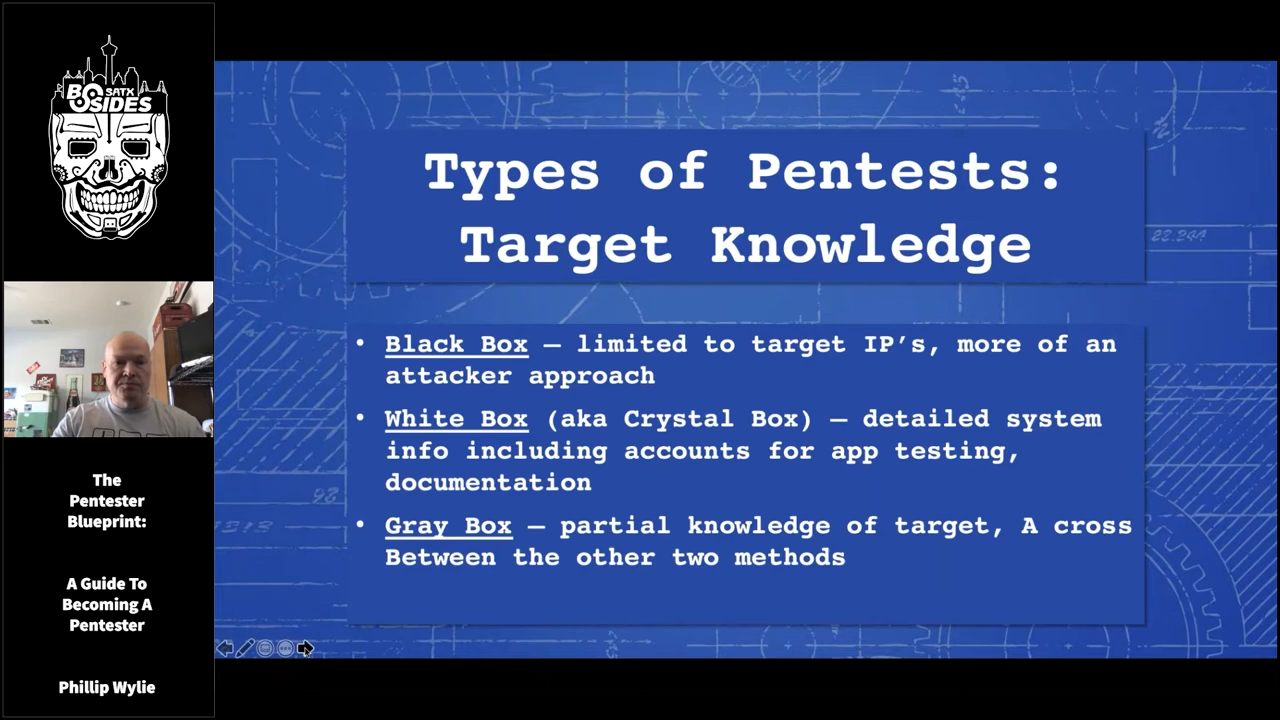 BSIDES
SATX
The
Pentester
Blueprint:
A Guide To
Becoming A
Pentester
Phillip Wylie
Types of Pentests:
Target Knowledge
• Black Box – limited to target IP’s, more of an
attacker approach
• White Box (aka Crystal Box) – detailed system
info including accounts for app testing,
documentation
• Gray Box – partial knowledge of target, A cross
Between the other two methods